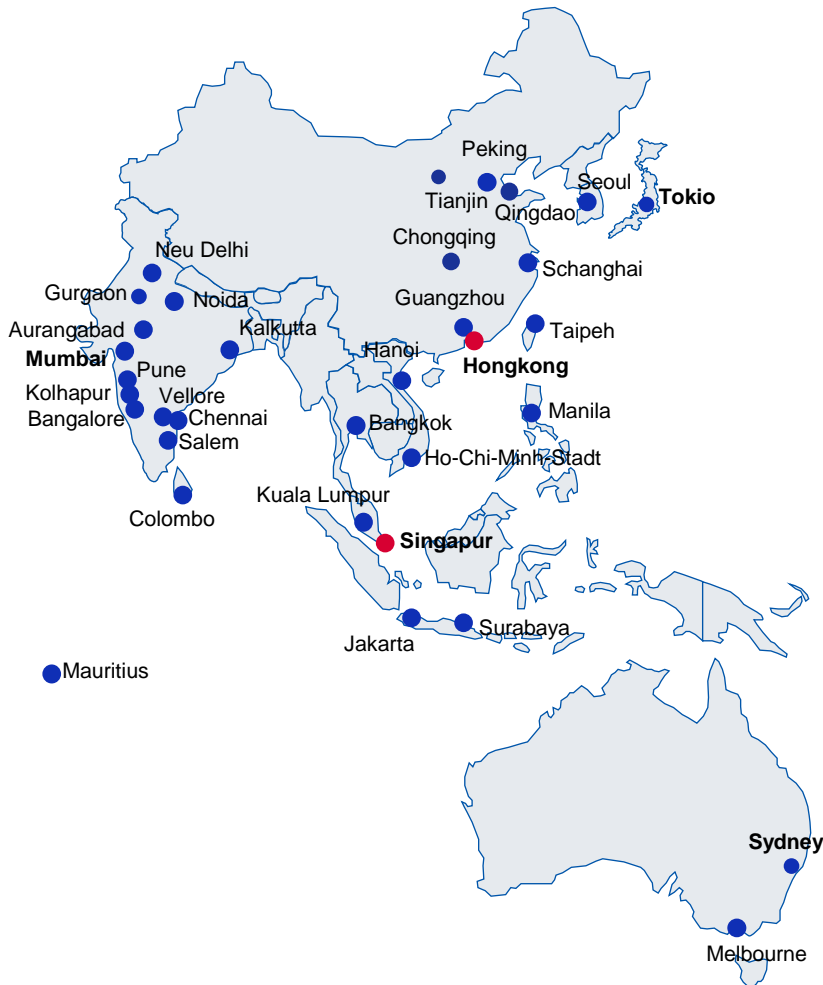 Peking
Seoul
Tokio
Tianjin
Qingdao
Chongqing
Neu Delhi
Schanghai
Gurgaon
Noida
Guangzhou
Aurangabad
Kalkutta
Taipeh
Mumbai
Hanoi
Hongkong
Pune
Kolhapur
Vellore
Bangalore
Chennai
Manila
Bangkok
Salem
Ho-Chi-Minh-Stadt
Kuala Lumpur
Colombo
Singapur
Surabaya
Jakarta
Mauritius
Sydney
Melbourne